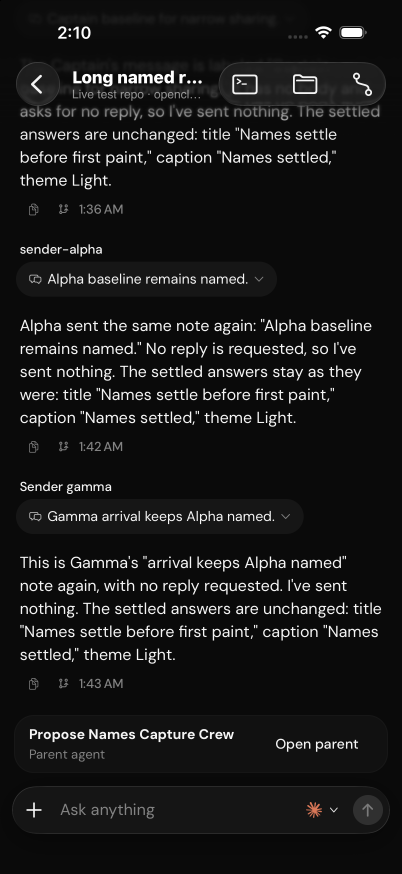 2:10
Long named r...
Live test repo · opencl...
asks for no reply, so I've sent nothing. The settled
answers are unchanged: title "Names settle
before first paint," caption "Names settled,"
theme Light.
1:36 AM
sender-alpha
Alpha baseline remains named.
Alpha sent the same note again: "Alpha baseline
remains named." No reply is requested, so I've
sent nothing. The settled answers stay as they
were: title "Names settle before first paint,"
caption "Names settled," theme Light.
1:42 AM
Sender gamma
Gamma arrival keeps Alpha named.
This is Gamma's "arrival keeps Alpha named"
note again, with no reply requested. I've sent
nothing. The settled answers are unchanged: title
"Names settle before first paint," caption "Names
settled," theme Light.
1:43 AM
Propose Names Capture Crew
Parent agent
Open parent
Ask anything